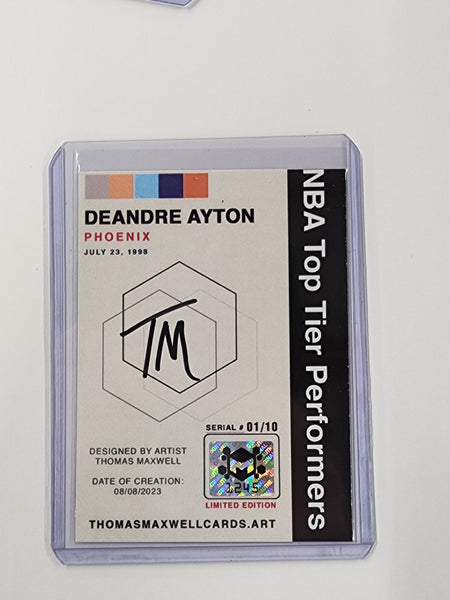 DEANDRE AYTON
PHOENIX
JULY 23, 1998
NBA Top Tier Performers
TM
SERIAL # 01/10
DESIGNED BY ARTIST
THOMAS MAXWELL
DATE OF CREATION:
08/08/2023
1245
LIMITED EDITION
THOMASMAXWELLCARDS.ART